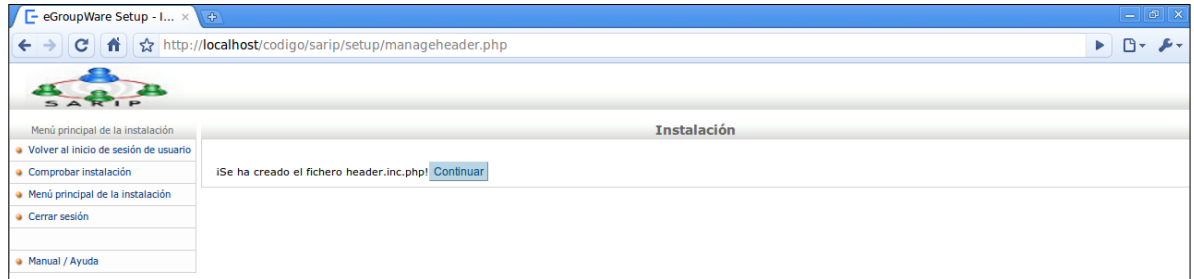 eGroupWare Setup - I...
http://localhost/codigo/sarip/setup/manageheader.php
SARIP
Menú principal de la instalación
Instalación
Volver al inicio de sesión de usuario
Comprobar instalación
¡Se ha creado el fichero header.inc.php! Continuar
Menú principal de la instalación
Cerrar sesión
Manual / Ayuda